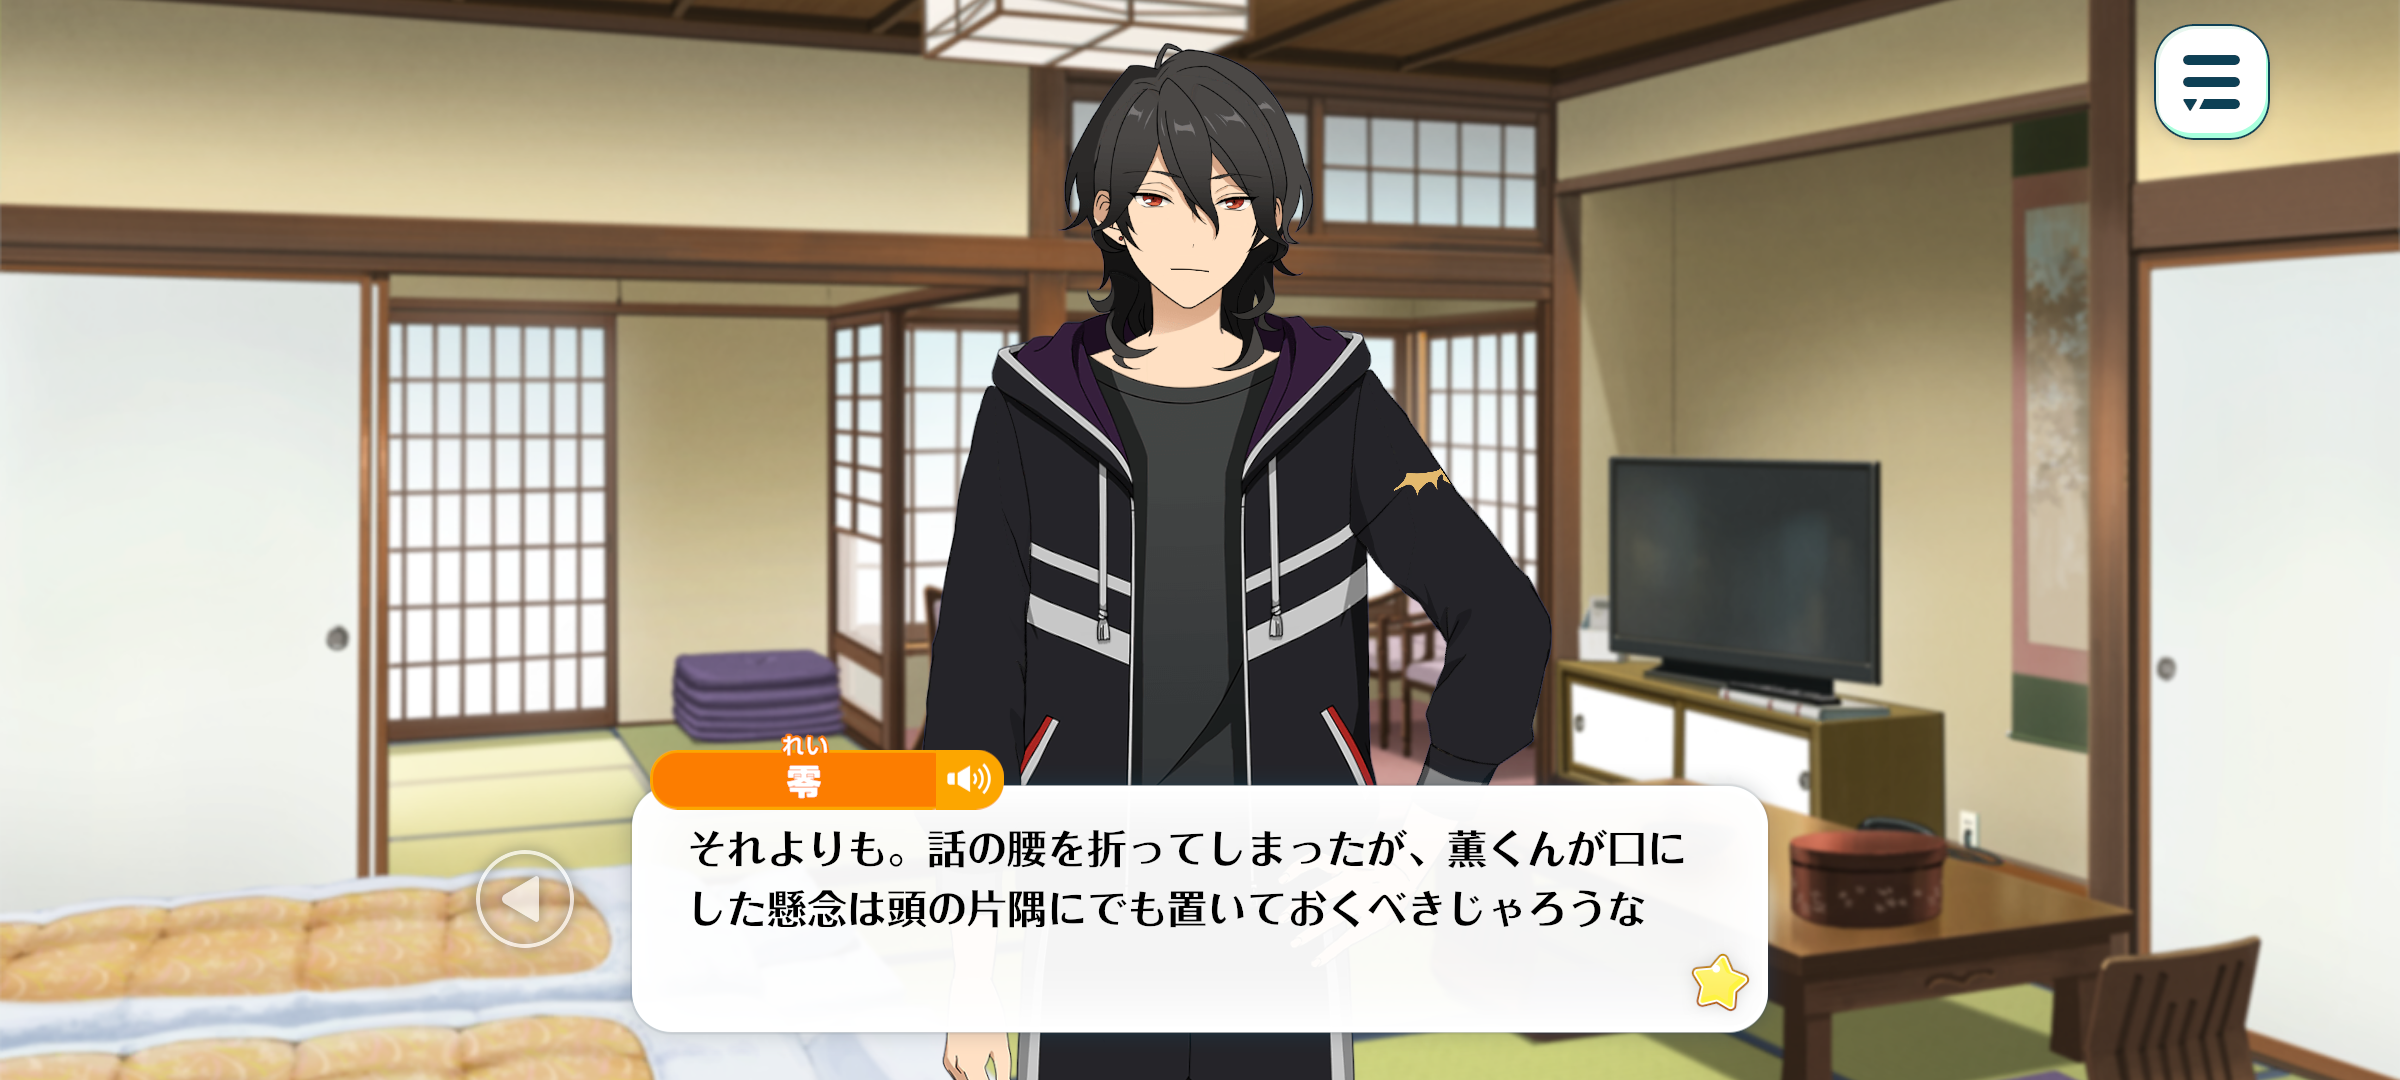 れい
零
それよりも。話の腰を折ってしまったが、薫くんが口に
した懸念は頭の片隅にでも置いておくべきじゃろうな